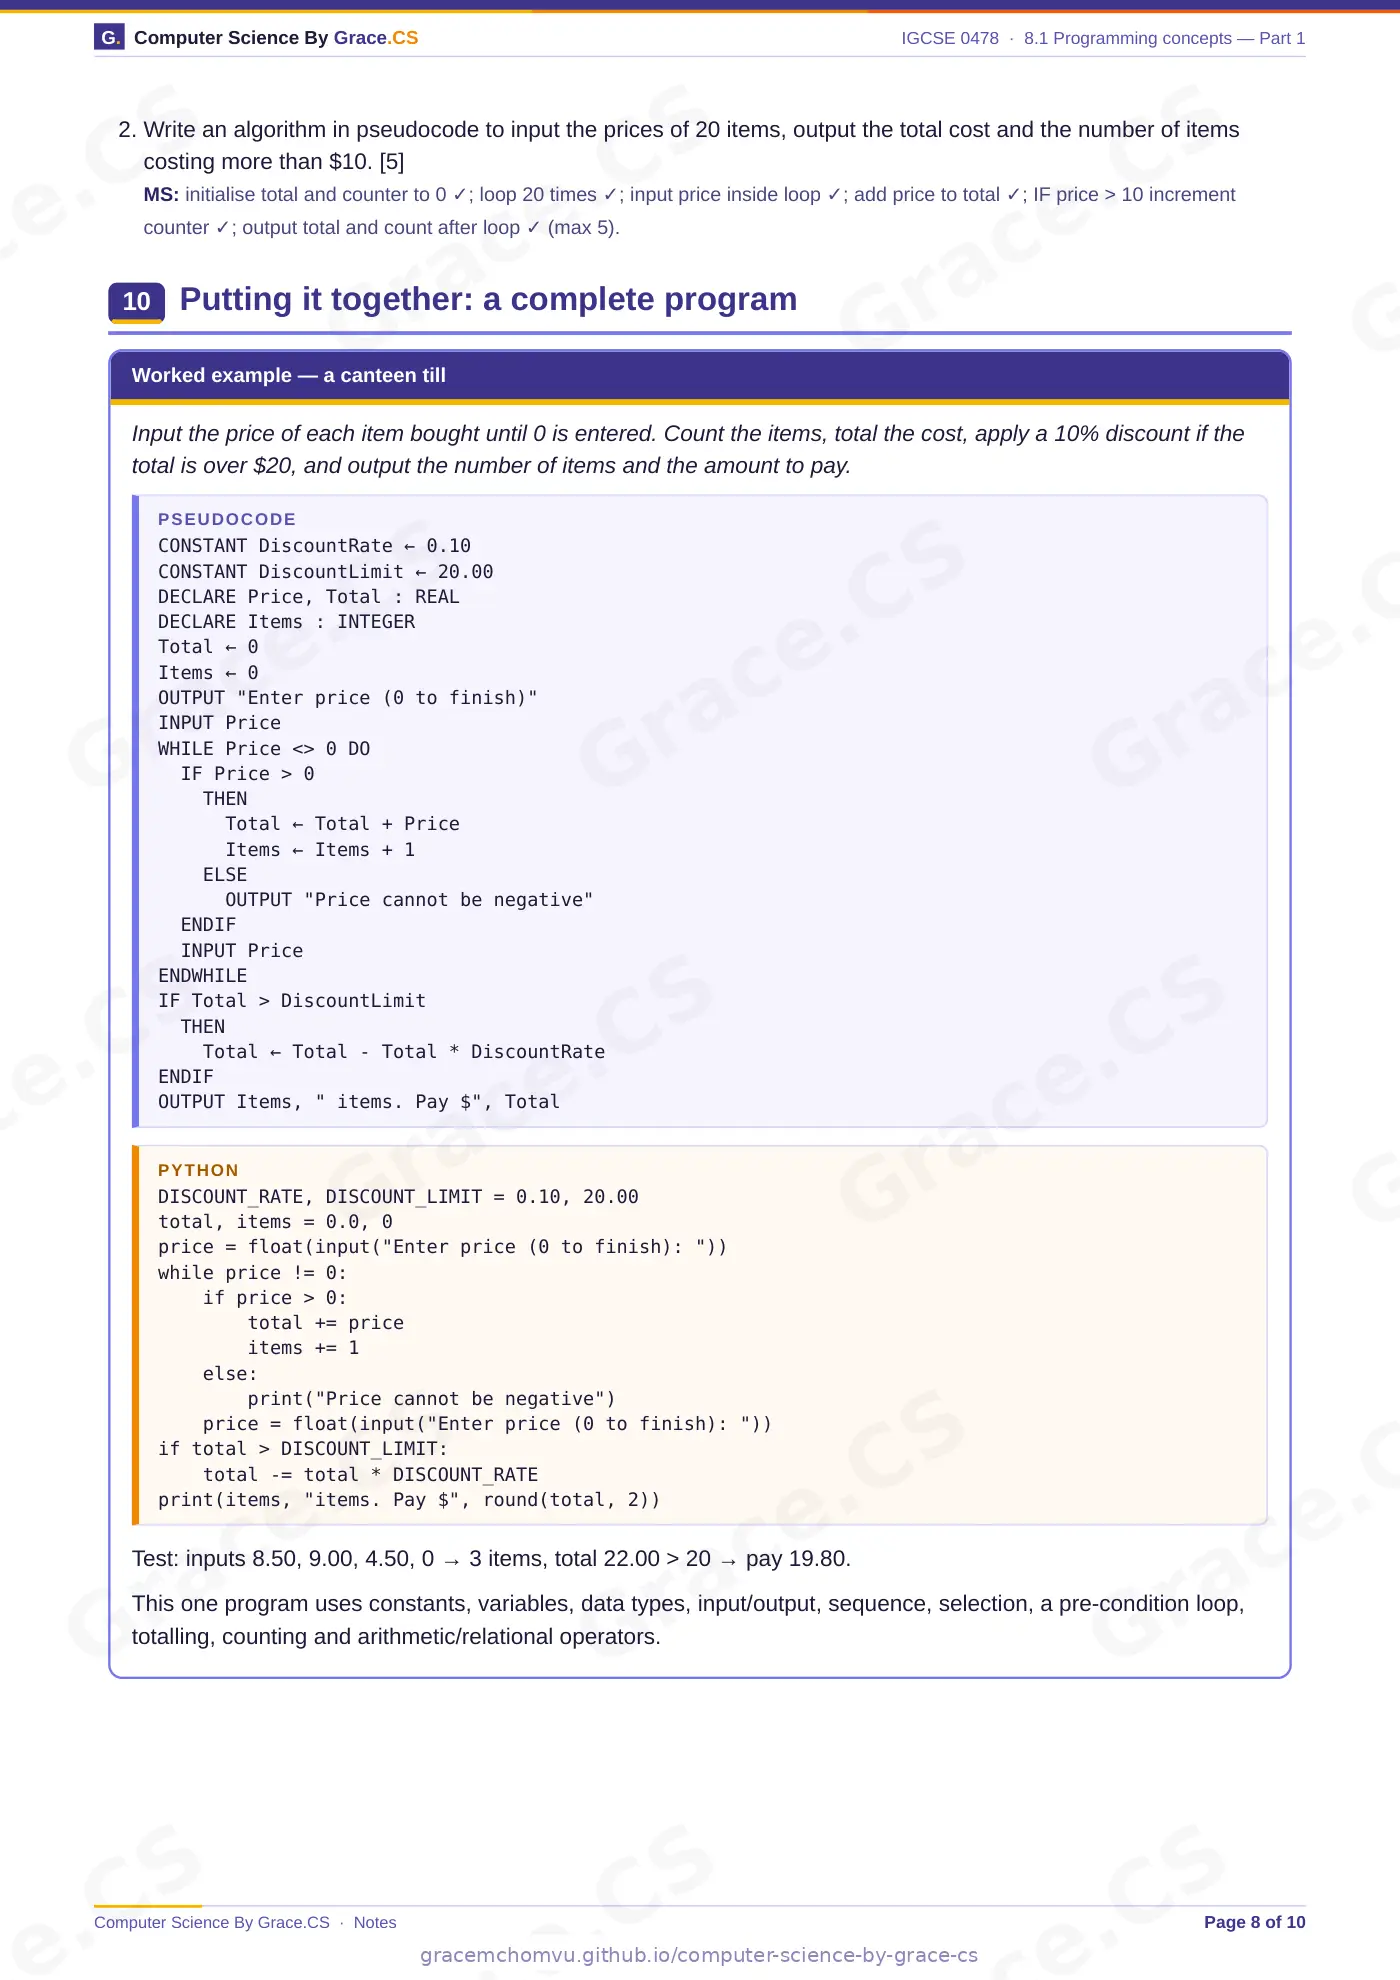 G. Computer Science By Grace.CS
IGCSE 0478 · 8.1 Programming concepts — Part 1
2. Write an algorithm in pseudocode to input the prices of 20 items, output the total cost and the number of items
costing more than $10. [5]
MS: initialise total and counter to 0 ✓; loop 20 times ✓; input price inside loop ✓; add price to total ✓; IF price > 10 increment
counter ✓; output total and count after loop ✓ (max 5).
10 Putting it together: a complete program
Worked example — a canteen till
Input the price of each item bought until 0 is entered. Count the items, total the cost, apply a 10% discount if the
total is over $20, and output the number of items and the amount to pay.
PSEUDOCODE
CONSTANT DiscountRate ← 0.10
CONSTANT DiscountLimit ← 20.00
DECLARE Price, Total : REAL
DECLARE Items : INTEGER
Total ← 0
Items ← 0
OUTPUT "Enter price (0 to finish)"
INPUT Price
WHILE Price <> 0 DO
  IF Price > 0
    THEN
      Total ← Total + Price
      Items ← Items + 1
    ELSE
      OUTPUT "Price cannot be negative"
  ENDIF
  INPUT Price
ENDWHILE
IF Total > DiscountLimit
  THEN
    Total ← Total - Total * DiscountRate
ENDIF
OUTPUT Items, " items. Pay $", Total
PYTHON
DISCOUNT_RATE, DISCOUNT_LIMIT = 0.10, 20.00
total, items = 0.0, 0
price = float(input("Enter price (0 to finish): "))
while price != 0:
    if price > 0:
        total += price
        items += 1
    else:
        print("Price cannot be negative")
    price = float(input("Enter price (0 to finish): "))
if total > DISCOUNT_LIMIT:
    total -= total * DISCOUNT_RATE
print(items, "items. Pay $", round(total, 2))
Test: inputs 8.50, 9.00, 4.50, 0 → 3 items, total 22.00 > 20 → pay 19.80.
This one program uses constants, variables, data types, input/output, sequence, selection, a pre-condition loop,
totalling, counting and arithmetic/relational operators.
Computer Science By Grace.CS · Notes
Page 8 of 10
gracemchomvu.github.io/computer-science-by-grace-cs